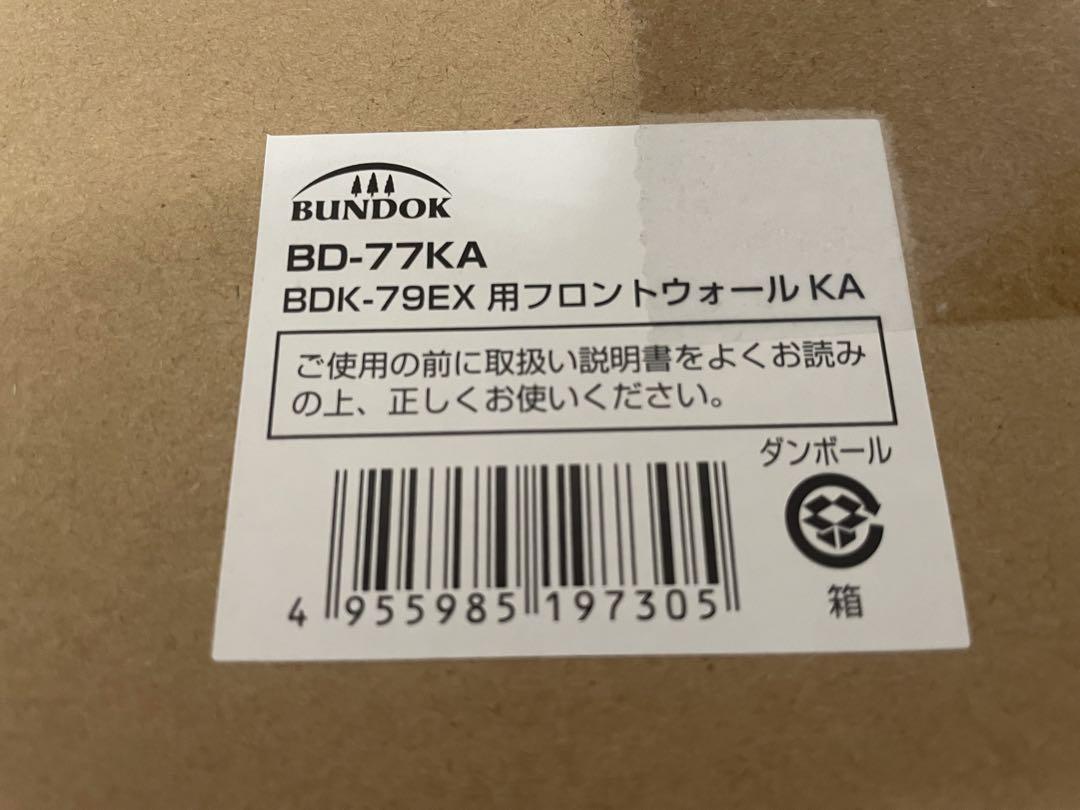 BUNDOK
BD-77KA
BDK-79EX 用フロントウォール KA
ご使用の前に取扱い説明書をよくお読み
の上、正しくお使いください。
ダンボール
箱
4 955985 197305